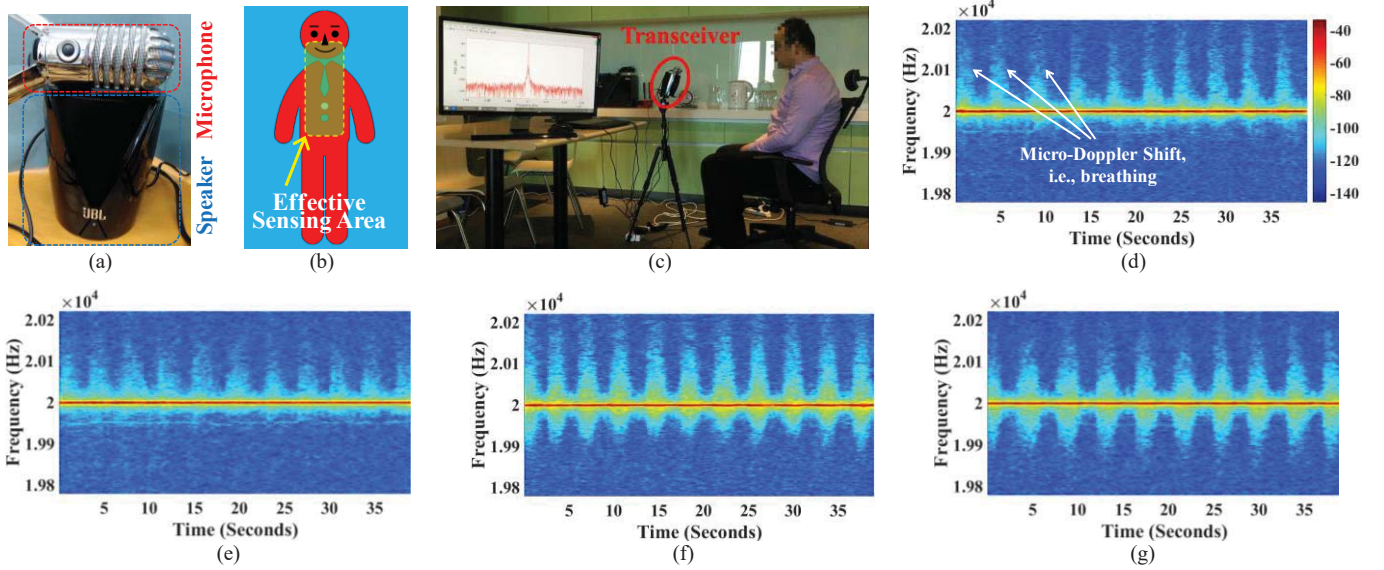 Microphone
Speaker
JBL
(a)
Effective
Sensing Area
(b)
Transceiver
(c)
×10⁴
2.02
2.01
2
1.99
1.98
Frequency (Hz)
Micro-Doppler Shift,
i.e., breathing
5 10 15 20 25 30 35
Time (Seconds)
-40
-60
-80
-100
-120
-140
(d)
×10⁴
2.02
2.01
2
1.99
1.98
Frequency (Hz)
5 10 15 20 25 30 35
Time (Seconds)
(e)
×10⁴
2.02
2.01
2
1.99
1.98
Frequency (Hz)
5 10 15 20 25 30 35
Time (Seconds)
(f)
×10⁴
2.02
2.01
2
1.99
1.98
Frequency (Hz)
5 10 15 20 25 30 35
Time (Seconds)
(g)